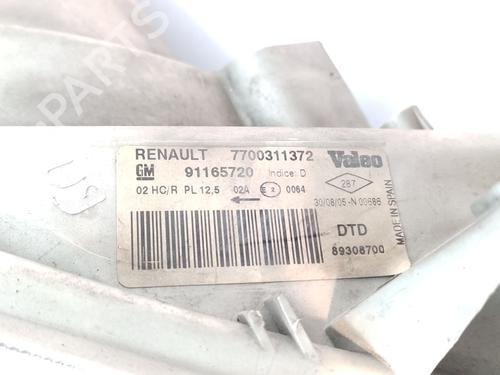 RENAULT 7700311372 Valeo
GM 91165720 Indice: D
02 HC/R PL 12,5 02A E2 0064 287
30/08/05-N 00686
DTD
89306700
MADE IN SPAIN
B-PARTS